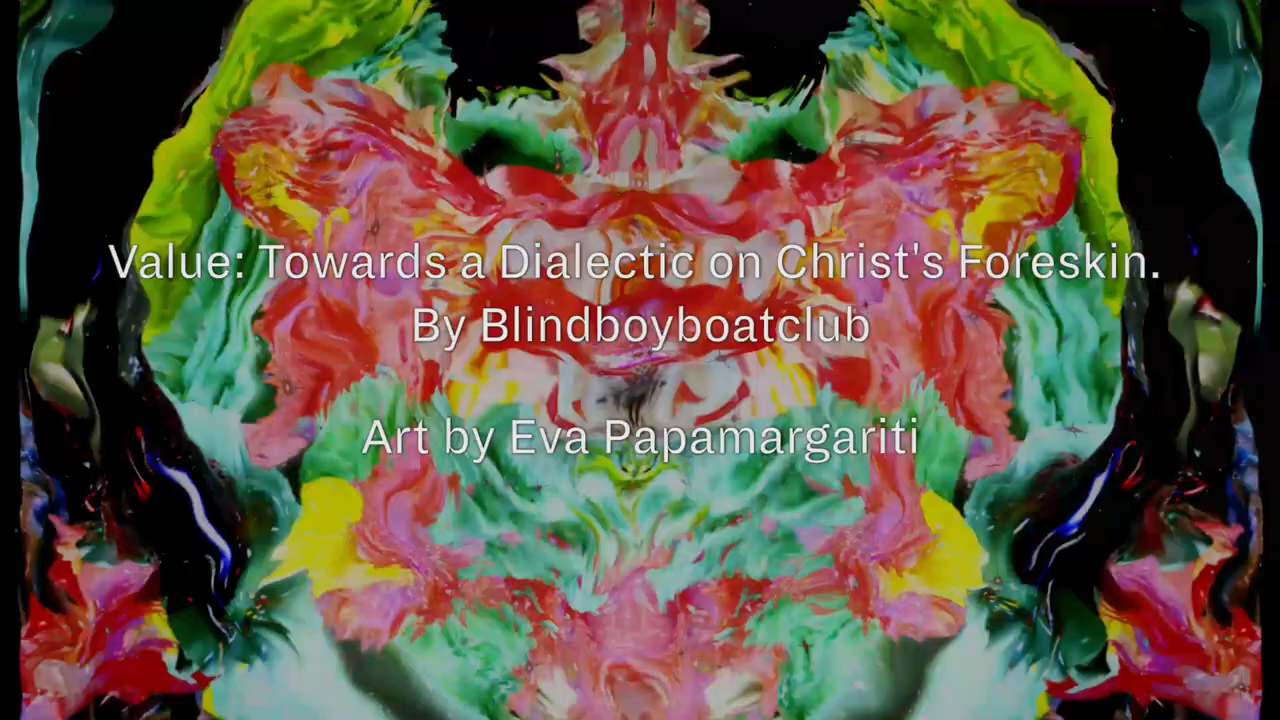 Value: Towards a Dialectic on Christ's Foreskin.
By Blindboyboatclub
Art by Eva Papamargariti